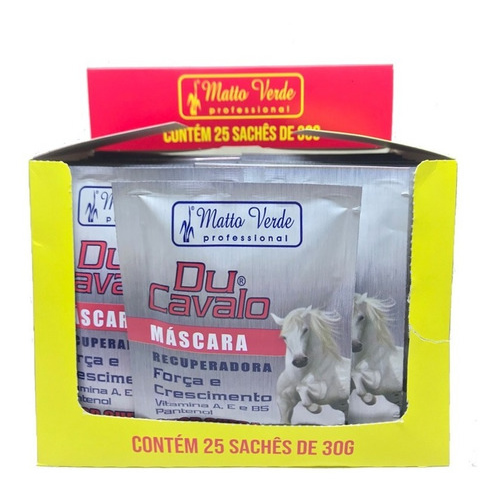 Matto Verde
professional
CONTÉM 25 SACHÊS DE 30G
Matto Verde
professional
Du®
Cavalo
MÁSCARA
RECUPERADORA
Força e
Crescimento
Vitamina A, E e B5
Pantenol
CONTÉM 25 SACHÊS DE 30G